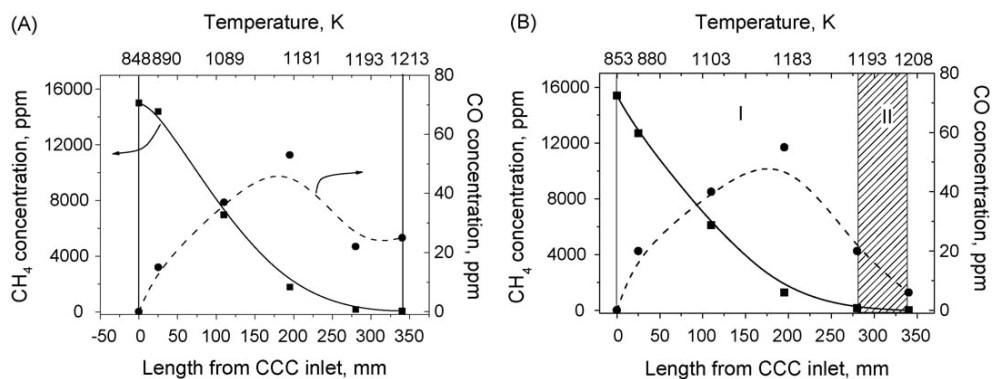 (A)
Temperature, K
848 890 1089 1181 1193 1213
16000
12000
8000
4000
0
CH4 concentration, ppm
80
60
40
20
0
CO concentration, ppm
-50 0 50 100 150 200 250 300 350
Length from CCC inlet, mm
(B)
Temperature, K
853 880 1103 1183 1193 1208
16000
12000
8000
4000
0
CH4 concentration, ppm
I
II
80
60
40
20
0
CO concentration, ppm
0 50 100 150 200 250 300 350
Length from CCC inlet, mm